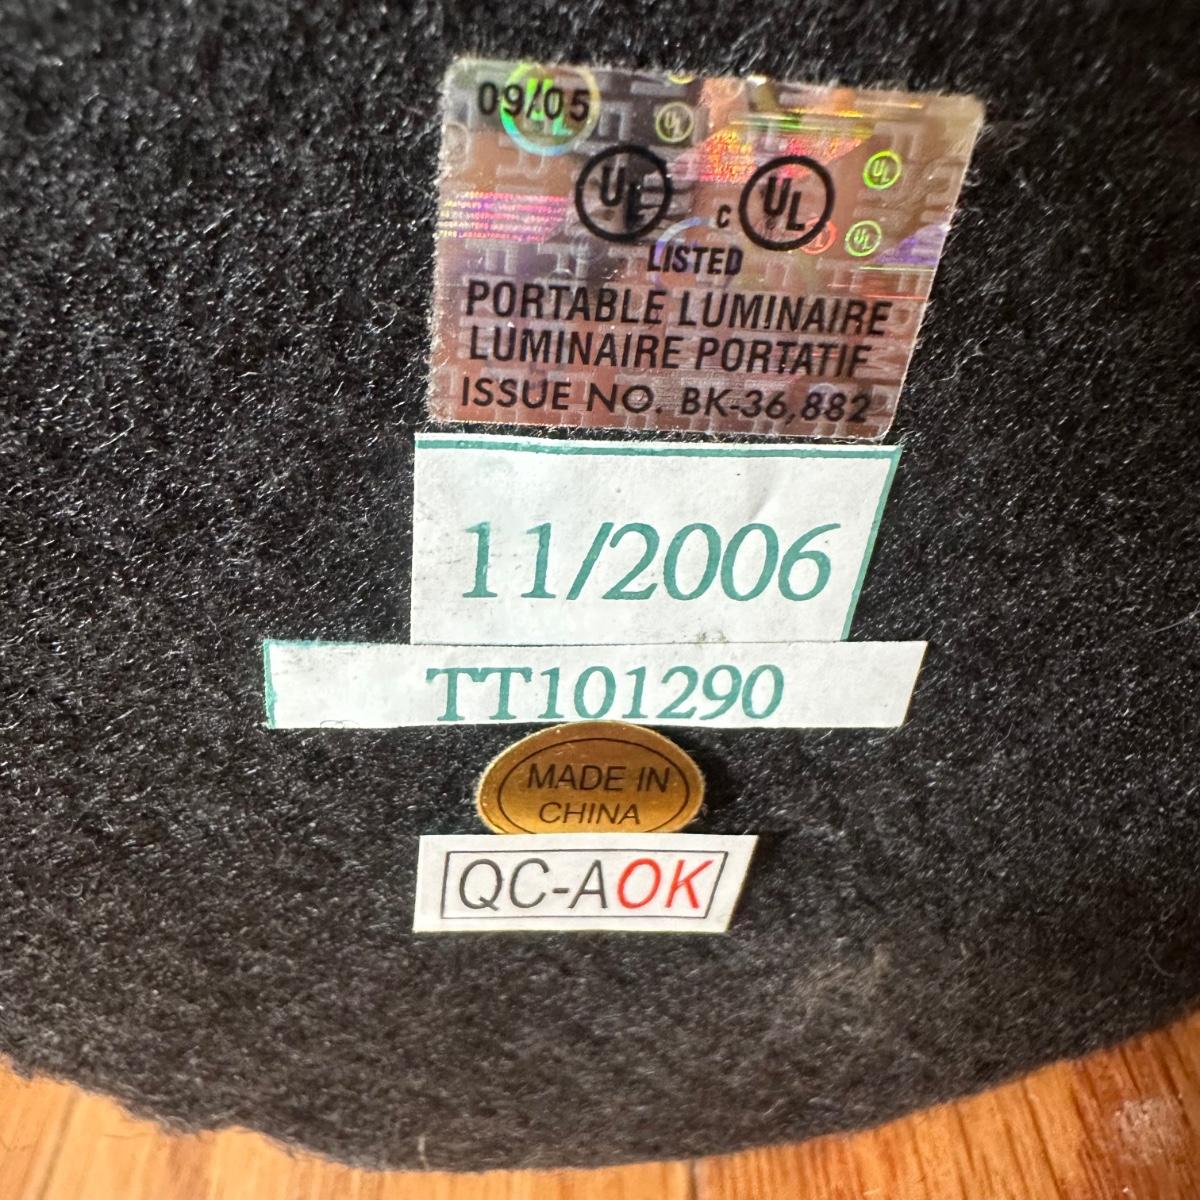 09/05
UL
c UL
LISTED
PORTABLE LUMINAIRE
LUMINAIRE PORTATIF
ISSUE NO. BK-36,882
11/2006
TT101290
MADE IN
CHINA
QC-AOK